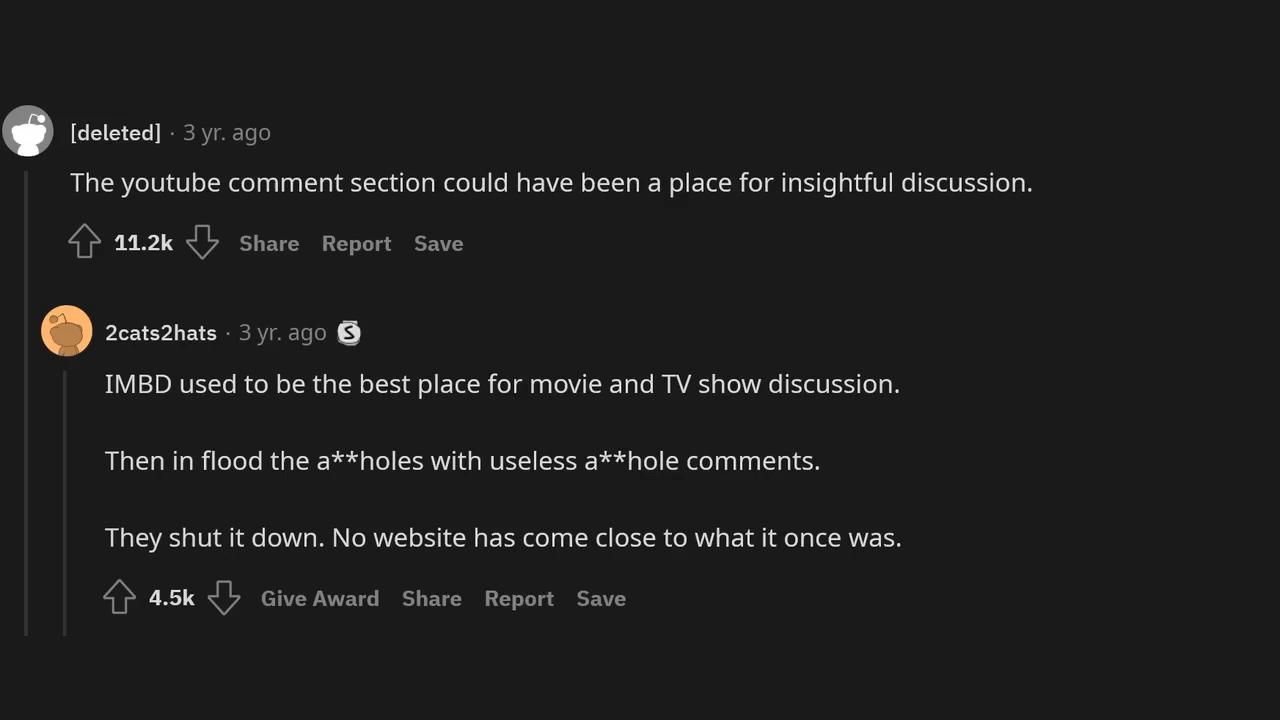 [deleted] · 3 yr. ago
The youtube comment section could have been a place for insightful discussion.
11.2k Share Report Save
2cats2hats · 3 yr. ago S
IMBD used to be the best place for movie and TV show discussion.
Then in flood the a**holes with useless a**hole comments.
They shut it down. No website has come close to what it once was.
4.5k Give Award Share Report Save